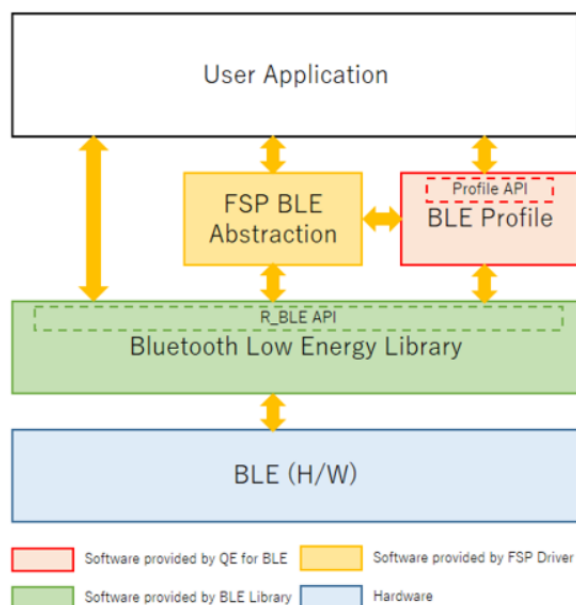 User Application
Profile API
FSP BLE
Abstraction
BLE Profile
R_BLE API
Bluetooth Low Energy Library
BLE (H/W)
Software provided by QE for BLE
Software provided by FSP Driver
Software provided by BLE Library
Hardware